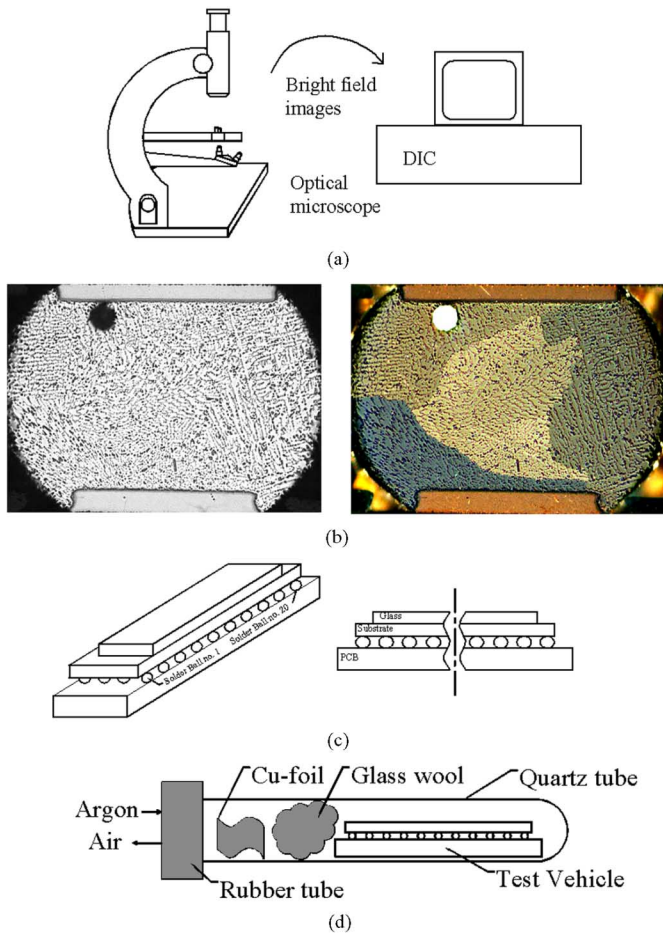 Bright field
images
DIC
Optical
microscope
(a)
(b)
Solder Ball no. 1
Solder Ball no. 20
Glass
Substrate
PCB
(c)
Cu-foil
Glass wool
Quartz tube
Argon
Air
Rubber tube
Test Vehicle
(d)